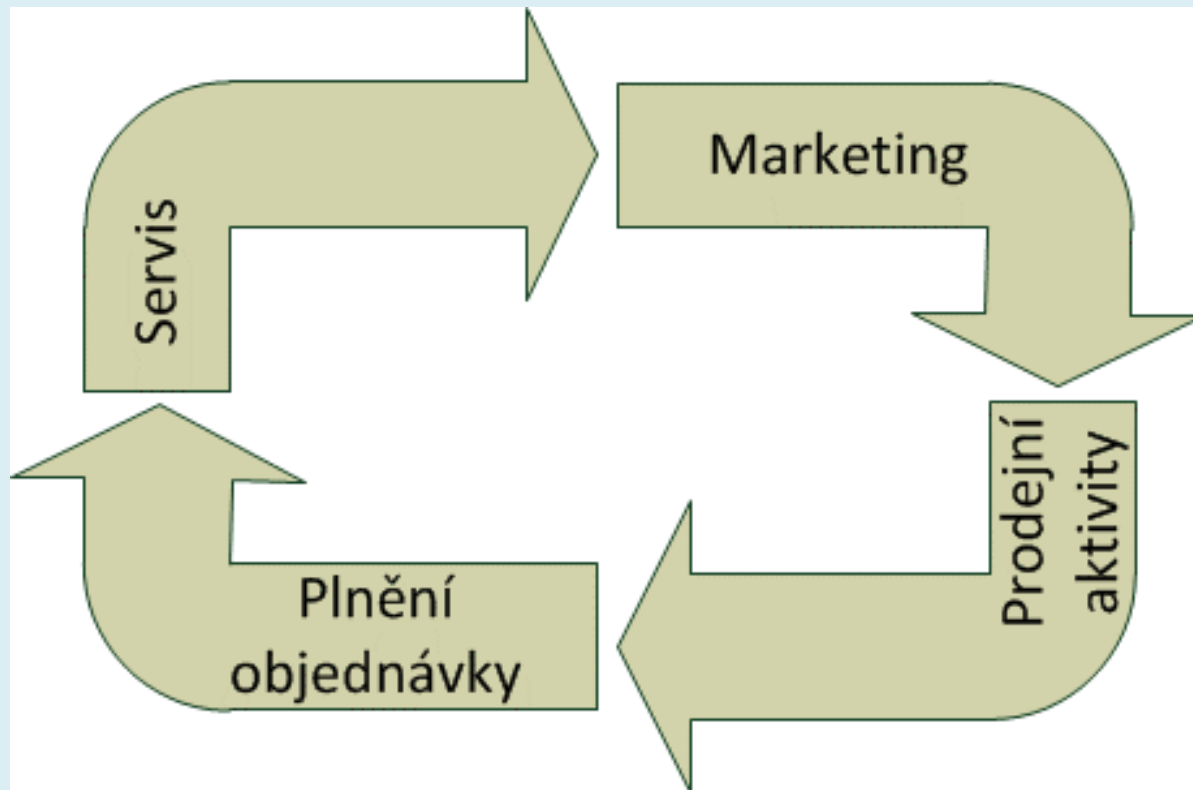 Marketing
Servis
Prodejní
aktivity
Plnění
objednávky